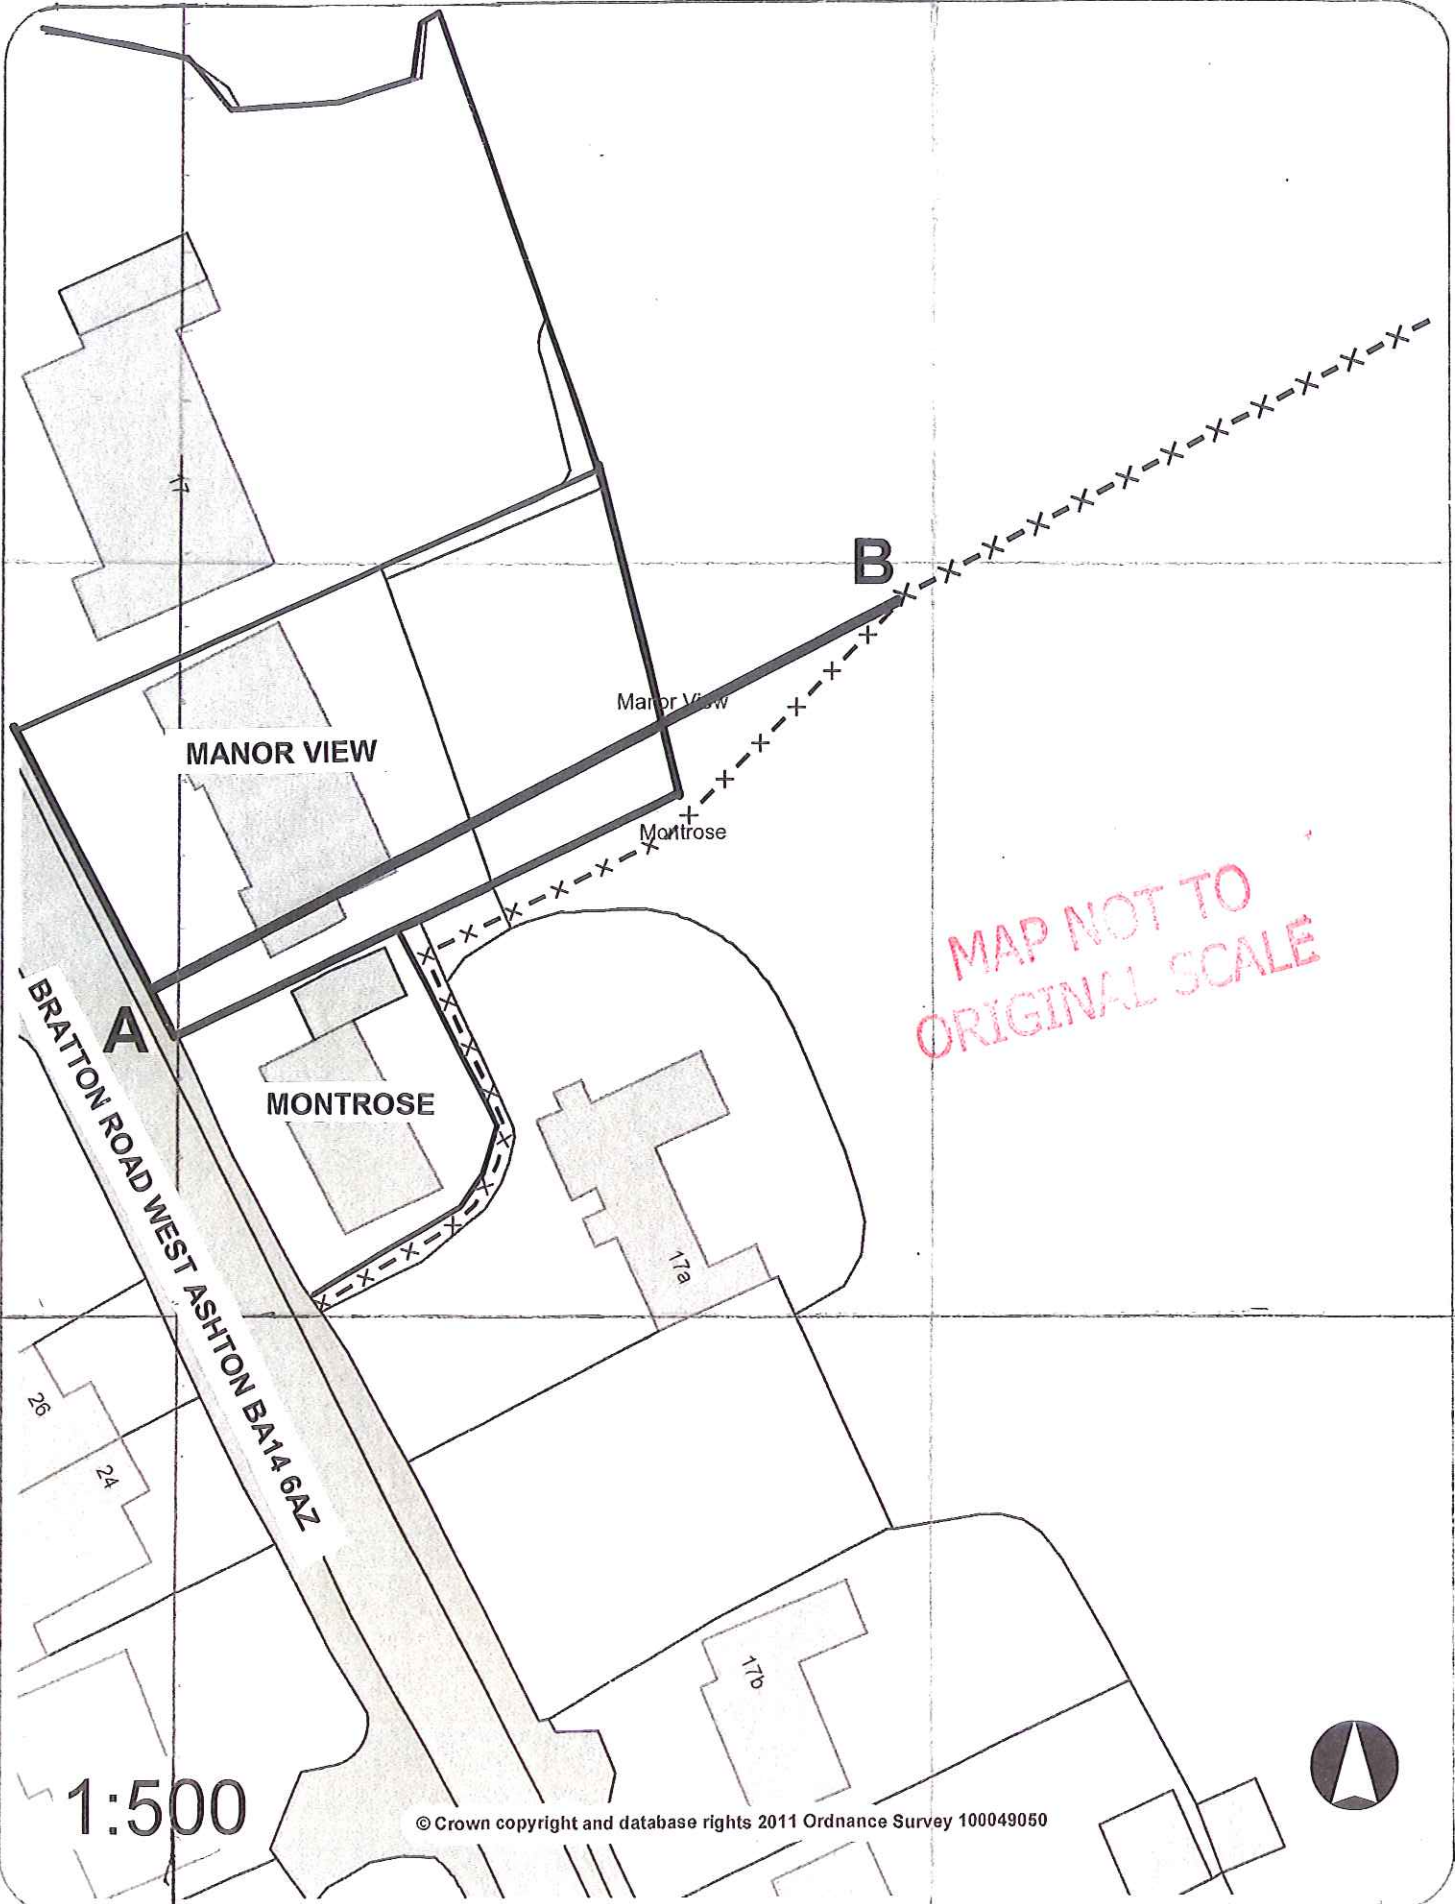 17
B
Manor View
MANOR VIEW
Montrose
MAP NOT TO
ORIGINAL SCALE
A
MONTROSE
BRATTON ROAD WEST ASHTON BA14 6AZ
17a
26
24
17b
1:500
© Crown copyright and database rights 2011 Ordnance Survey 100049050